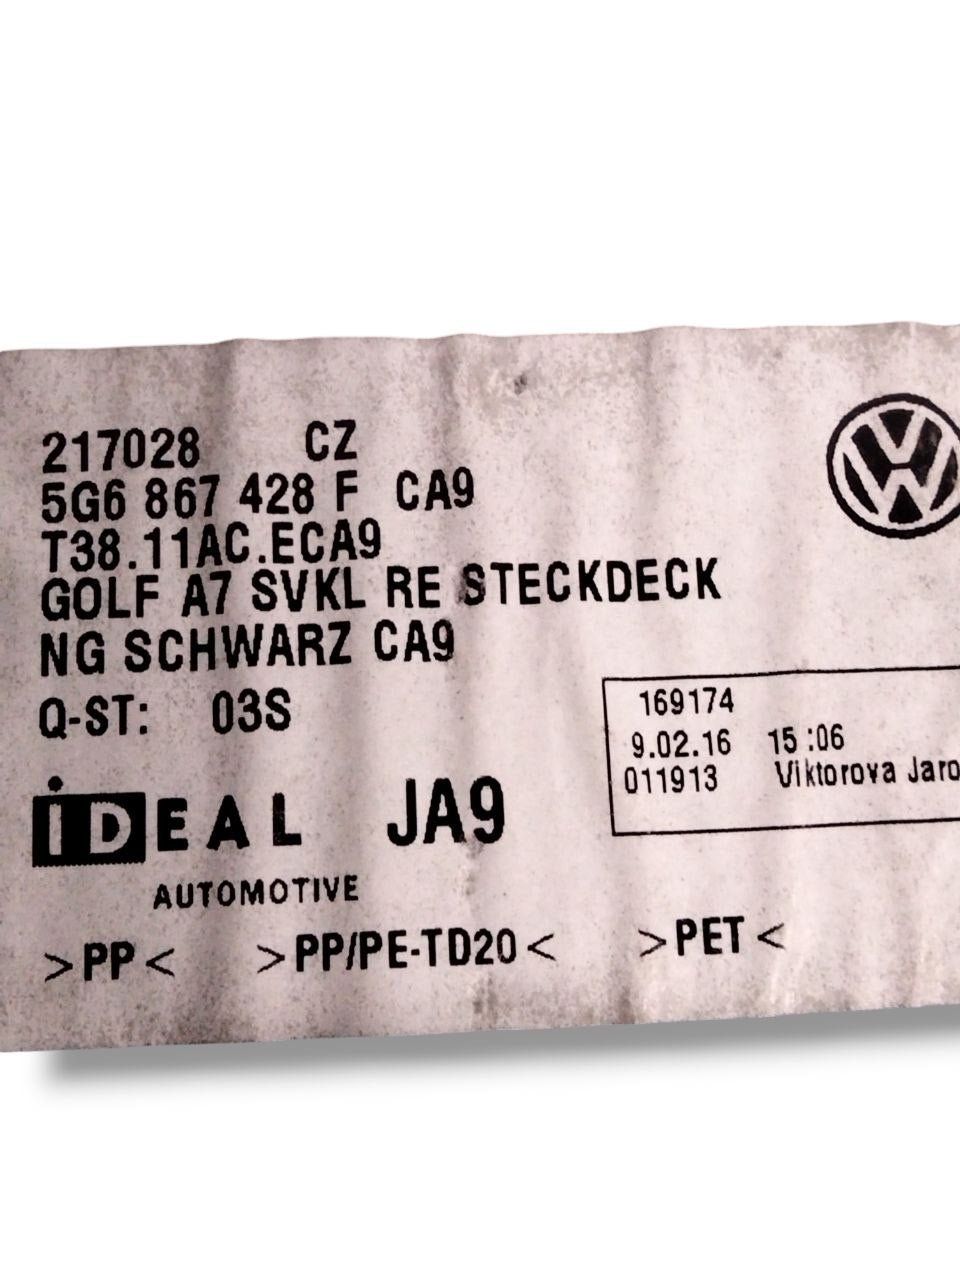 217028 CZ
5G6 867 428 F CA9
T38.11AC.ECA9
GOLF A7 SVKL RE STECKDECK
NG SCHWARZ CA9
Q-ST: 03S
169174
9.02.16 15:06
011913 Viktorova Jaro
iDEAL JA9
AUTOMOTIVE
>PP< >PP/PE-TD20< >PET<